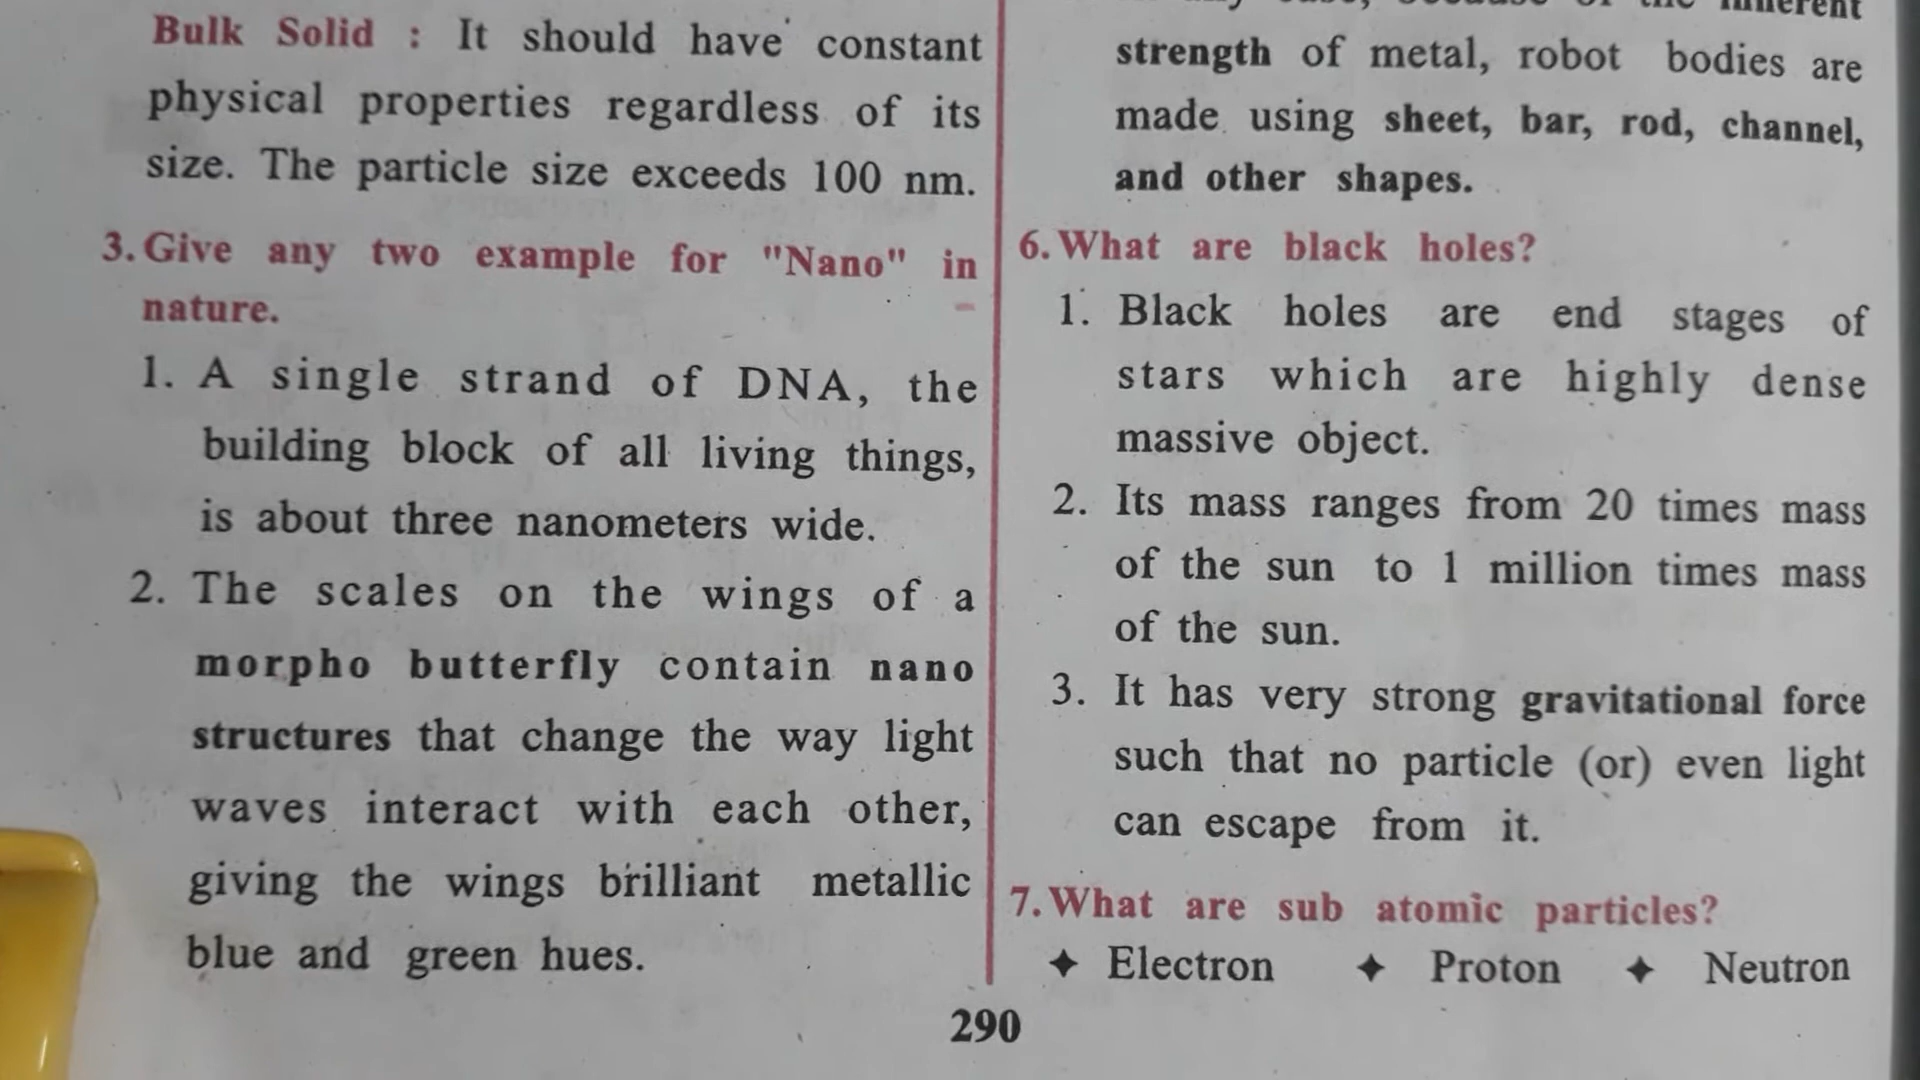 Bulk Solid : It should have constant
physical properties regardless of its
size. The particle size exceeds 100 nm.
3. Give any two example for "Nano" in
nature.
1. A single strand of DNA, the
building block of all living things,
is about three nanometers wide.
2. The scales on the wings of a
morpho butterfly contain nano
structures that change the way light
waves interact with each other,
giving the wings brilliant metallic
blue and green hues.
strength of metal, robot bodies are
made using sheet, bar, rod, channel,
and other shapes.
6. What are black holes?
1. Black holes are end stages of
stars which are highly dense
massive object.
2. Its mass ranges from 20 times mass
of the sun to 1 million times mass
of the sun.
3. It has very strong gravitational force
such that no particle (or) even light
can escape from it.
7. What are sub atomic particles?
✦ Electron ✦ Proton ✦ Neutron
290